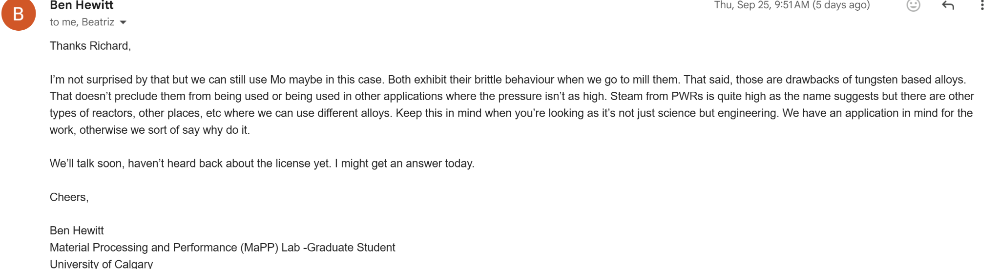 B
Ben Hewitt
Thu, Sep 25, 9:51 AM (5 days ago)
to me, Beatriz
Thanks Richard,
I’m not surprised by that but we can still use Mo maybe in this case. Both exhibit their brittle behaviour when we go to mill them. That said, those are drawbacks of tungsten based alloys.
That doesn’t preclude them from being used or being used in other applications where the pressure isn’t as high. Steam from PWRs is quite high as the name suggests but there are other
types of reactors, other places, etc where we can use different alloys. Keep this in mind when you’re looking as it’s not just science but engineering. We have an application in mind for the
work, otherwise we sort of say why do it.
We’ll talk soon, haven’t heard back about the license yet. I might get an answer today.
Cheers,
Ben Hewitt
Material Processing and Performance (MaPP) Lab -Graduate Student
University of Calgary